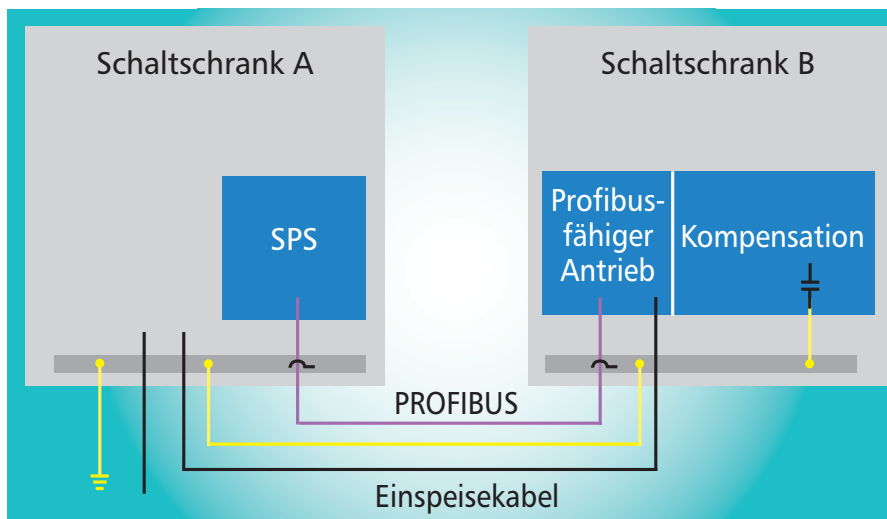 Schaltschrank A
Schaltschrank B
SPS
Profibus-
fähiger
Antrieb
Kompensation
PROFIBUS
Einspeisekabel